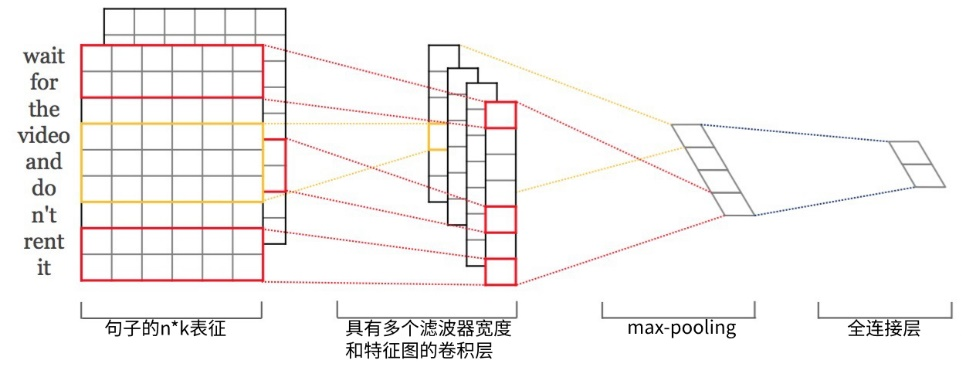 wait
for
the
video
and
do
n't
rent
it
句子的n*k表征
具有多个滤波器宽度
和特征图的卷积层
max-pooling
全连接层